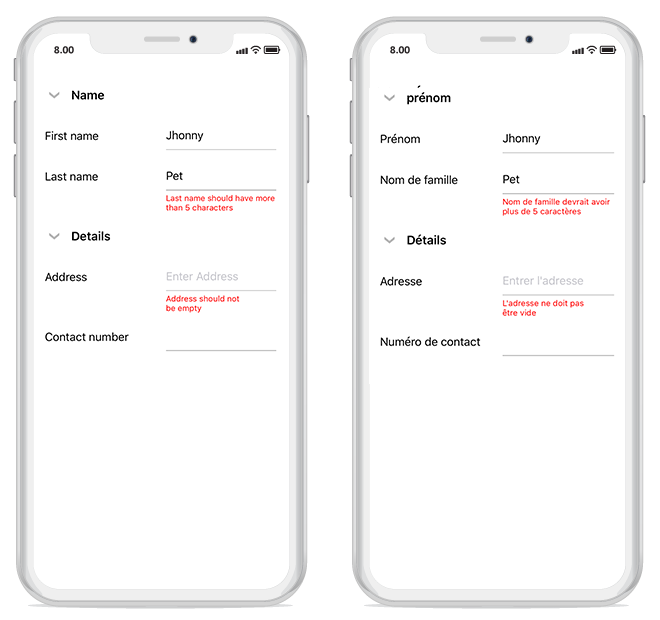 8.00
Name
First name
Jhonny
Last name
Pet
Last name should have more
than 5 characters
Details
Address
Enter Address
Address should not
be empty
Contact number
8.00
prénom
Prénom
Jhonny
Nom de famille
Pet
Nom de famille devrait avoir
plus de 5 caractères
Détails
Adresse
Entrer l'adresse
L'adresse ne doit pas
être vide
Numéro de contact